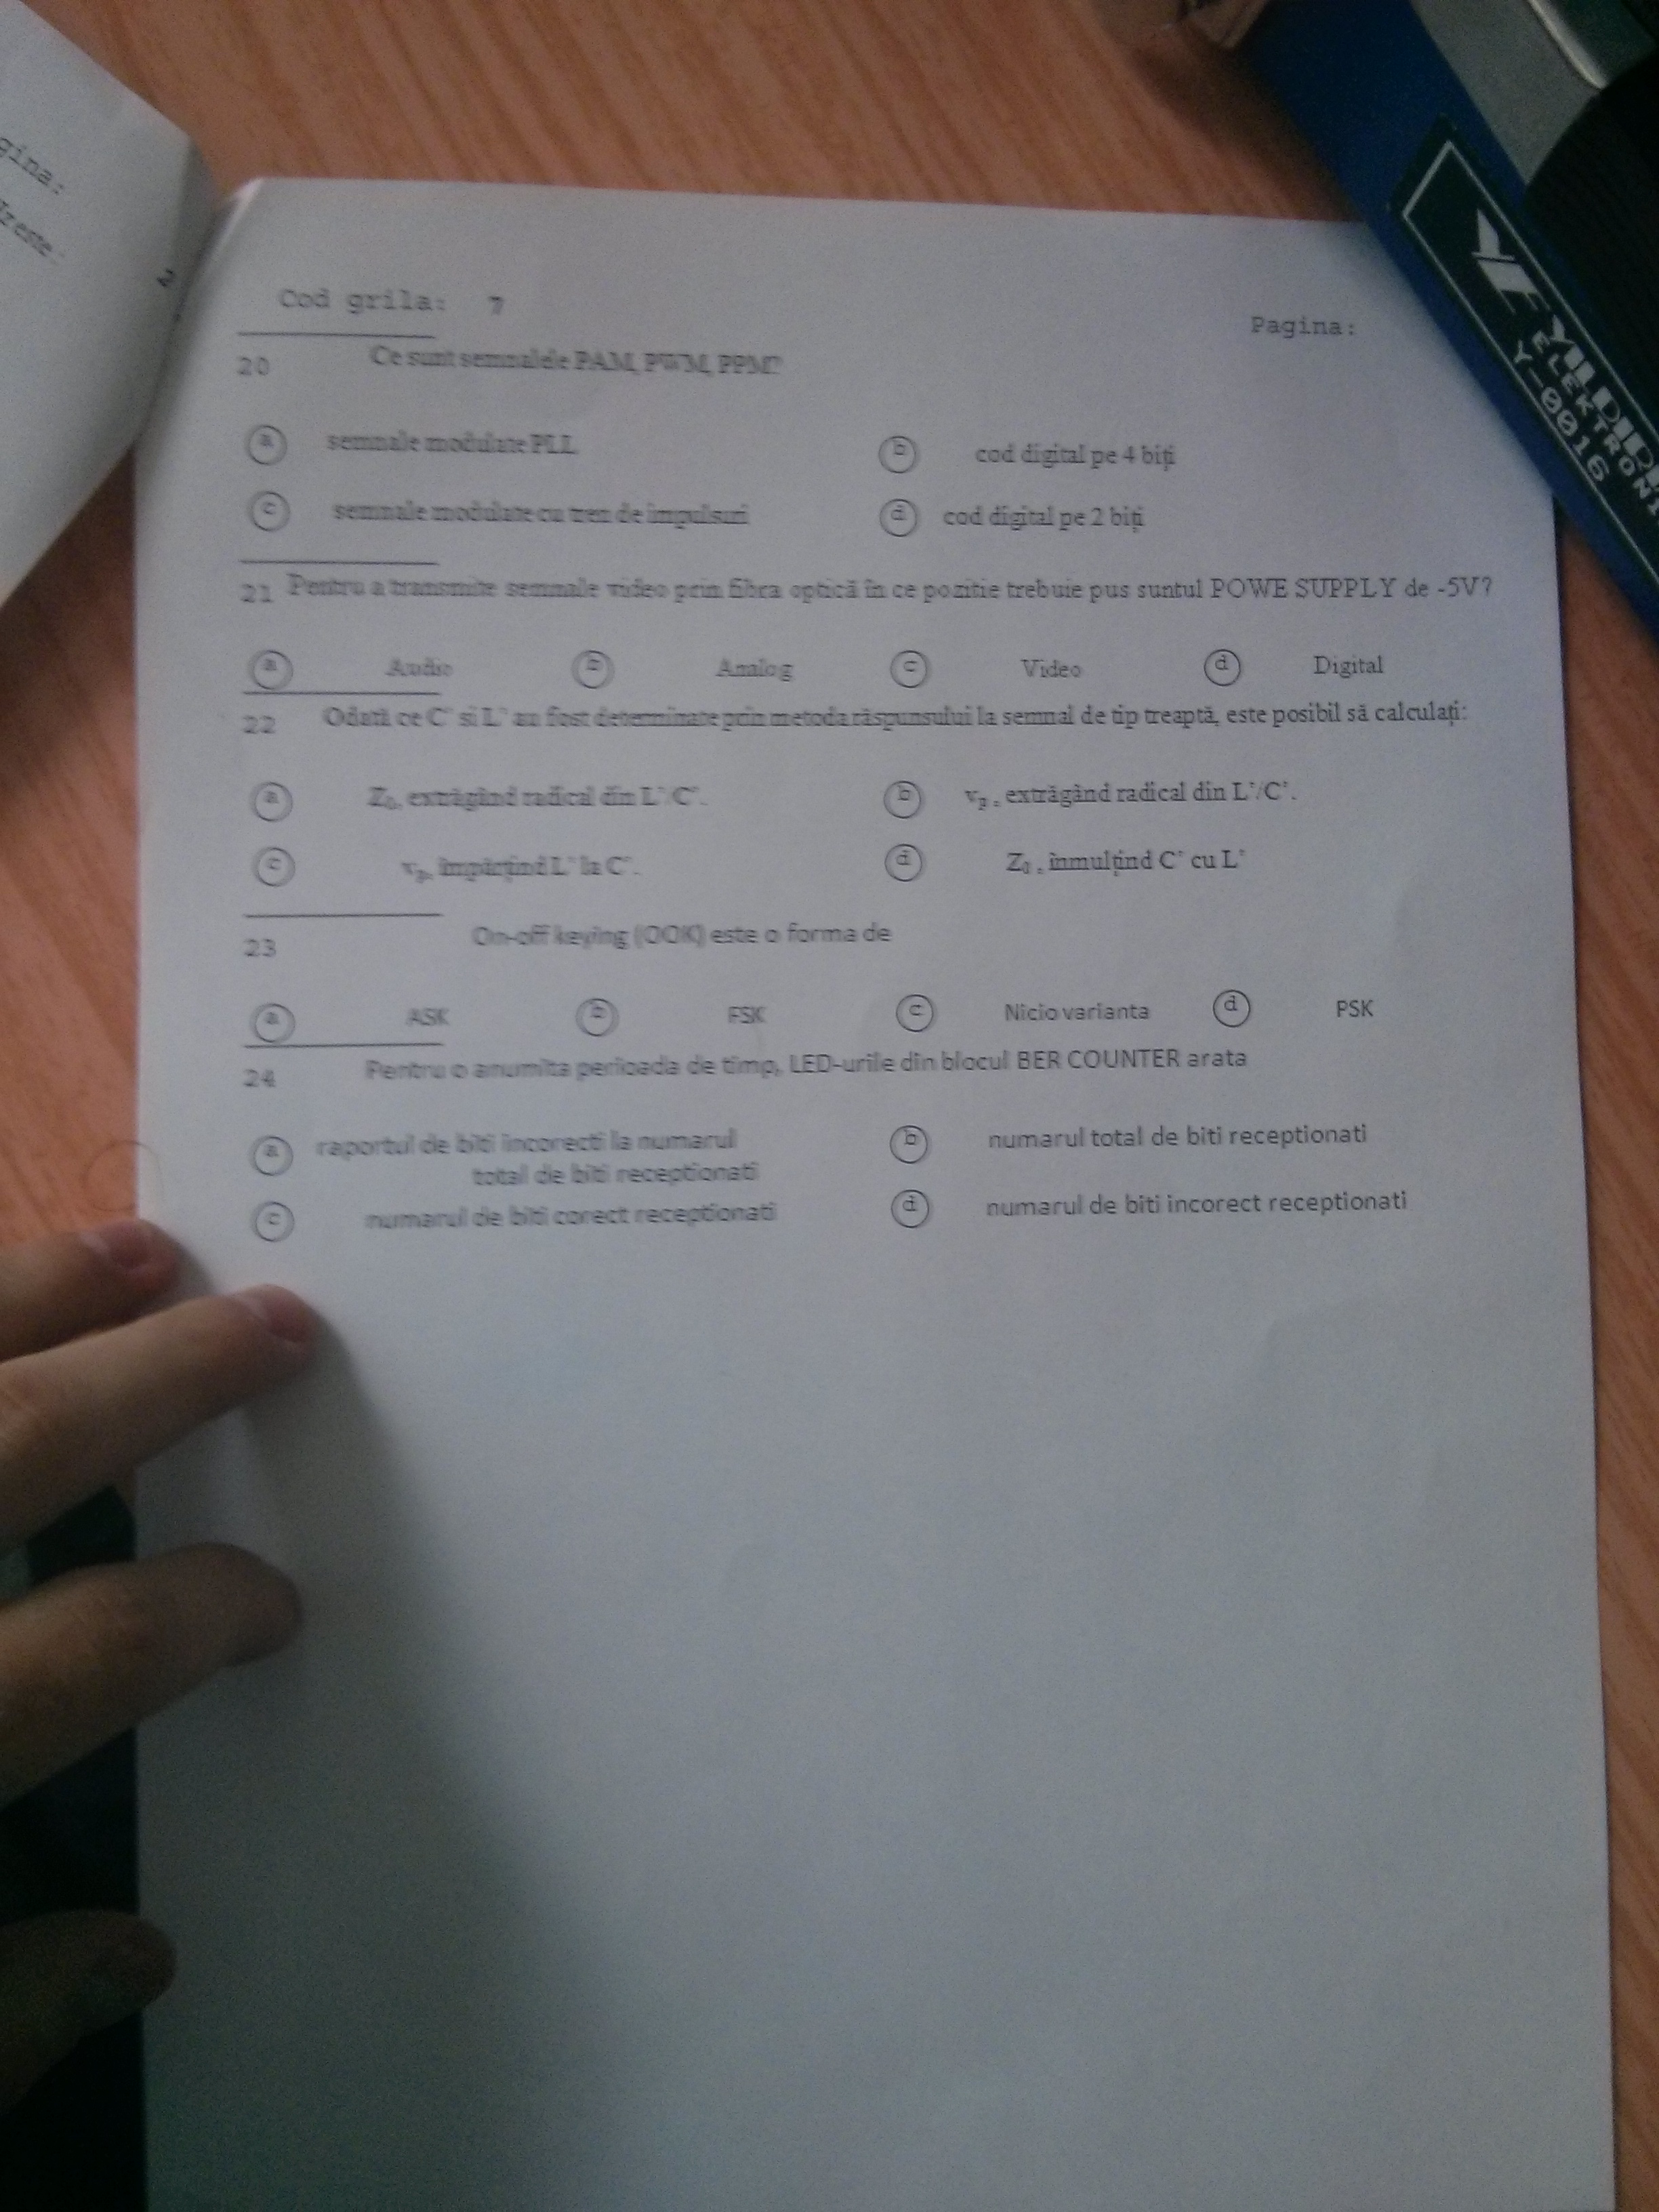 gina:
este
2
Cod grila: 7
Pagina:
20 Ce sunt semnalele PAM, PWM, PPM?
a semnale modulate PLL
b cod digital pe 4 biți
c semnale modulate cu tren de impulsuri
d cod digital pe 2 biți
21 Pentru a transmite semnale video prin fibra optică în ce pozitie trebuie pus suntul POWE SUPPLY de -5V?
a Audio b Analog c Video d Digital
22 Odată ce C' si L' au fost determinate prin metoda răspunsului la semnal de tip treaptă, este posibil să calculați:
a Z0, extrăgând radical din L'/C'.
b vp, extrăgând radical din L'/C'.
c vp, împărțind L' la C'.
d Z0, înmulțind C' cu L'
23 On-off keying (OOK) este o forma de
a ASK b FSK c Nicio varianta d PSK
24 Pentru o anumita perioada de timp, LED-urile din blocul BER COUNTER arata
a raportul de biti incorecti la numarul
total de biti receptionati
b numarul total de biti receptionati
c numarul de biti corect receptionati
d numarul de biti incorect receptionati
Y-0016